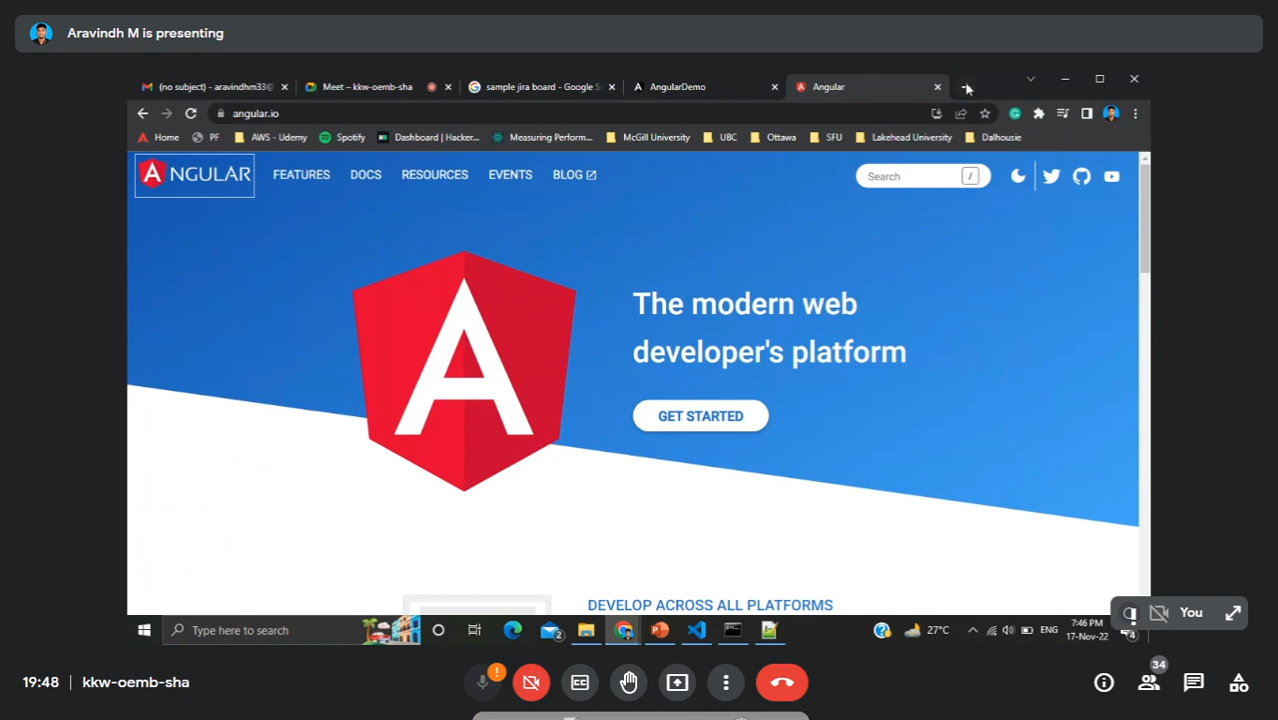 Aravindh M is presenting
(no subject) - aravindhm33@
Meet – kkw-oemb-sha
sample jira board - Google S
AngularDemo
Angular
angular.io
Home
PF
AWS - Udemy
Spotify
Dashboard | Hacker...
Measuring Perform...
McGill University
UBC
Ottawa
SFU
Lakehead University
Dalhousie
ANGULAR
FEATURES
DOCS
RESOURCES
EVENTS
BLOG
Search
/
A
The modern web
developer's platform
GET STARTED
DEVELOP ACROSS ALL PLATFORMS
You
Type here to search
2
27°C
ENG
7:46 PM
17-Nov-22
4
19:48 | kkw-oemb-sha
CC
34